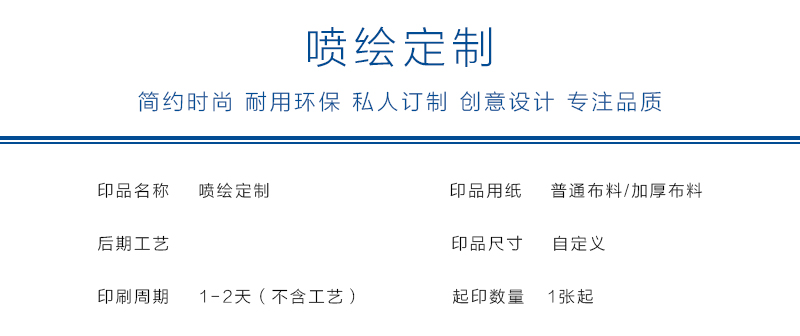 喷绘定制
简约时尚 耐用环保 私人订制 创意设计 专注品质
印品名称 喷绘定制 印品用纸 普通布料/加厚布料
后期工艺 印品尺寸 自定义
印刷周期 1-2天（不含工艺） 起印数量 1张起